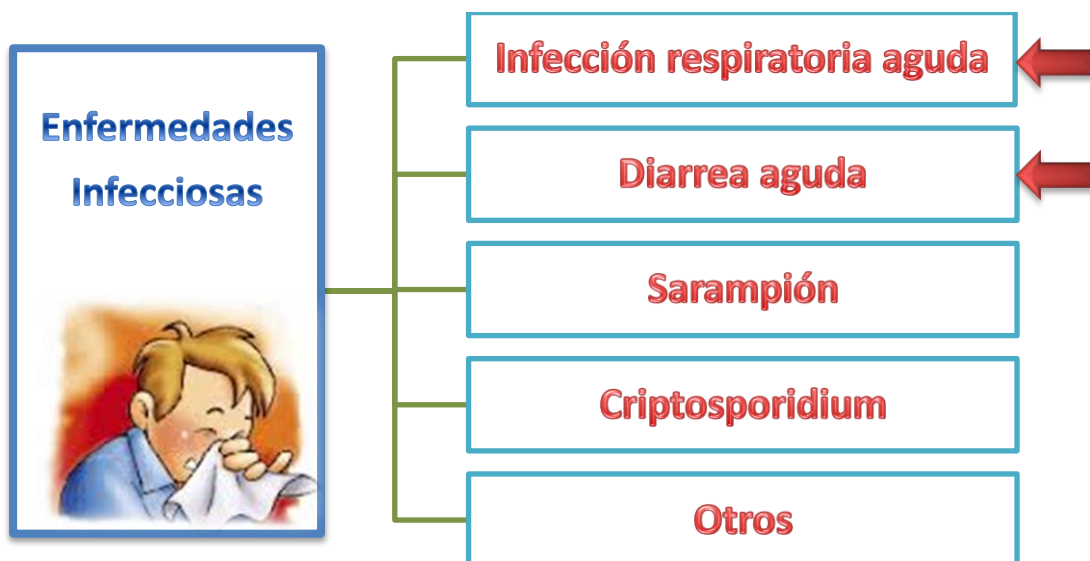 Enfermedades
Infecciosas
Infección respiratoria aguda
Diarrea aguda
Sarampión
Criptosporidium
Otros